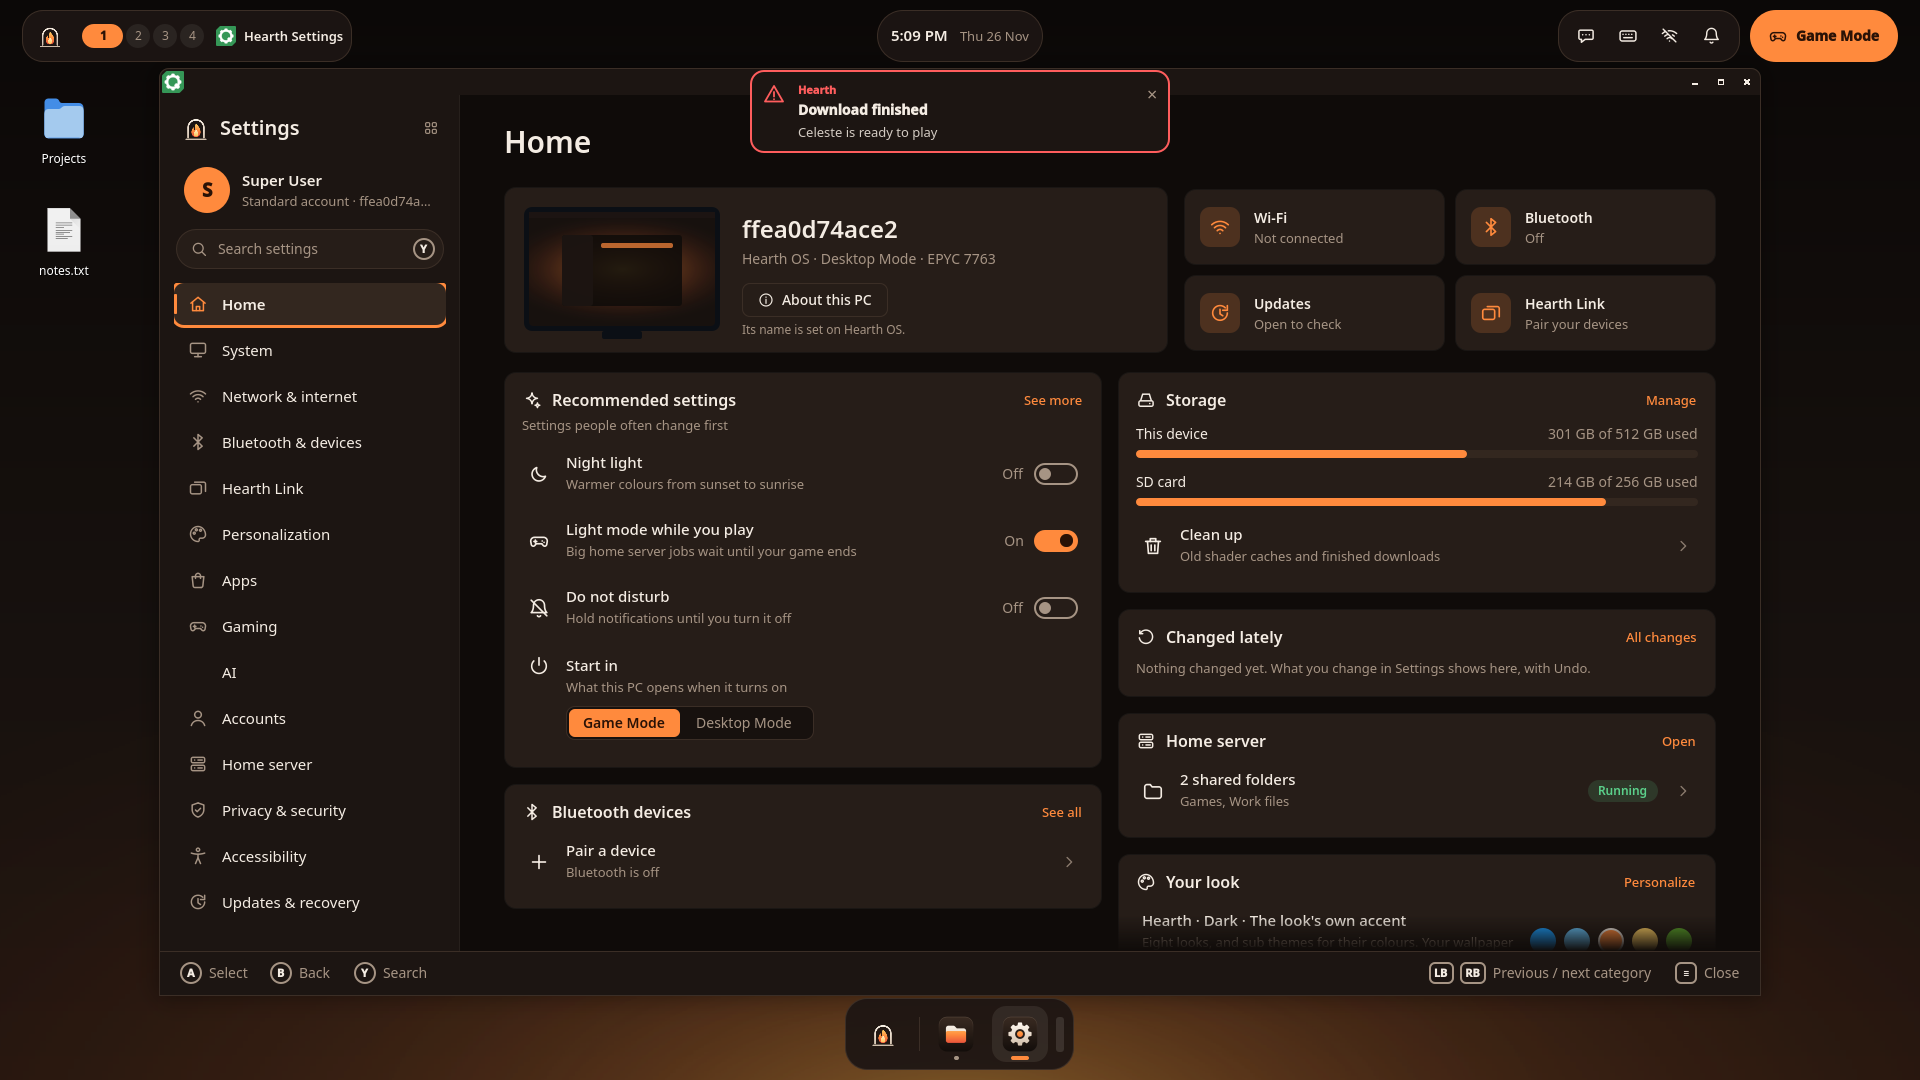 1 2 3 4 Hearth Settings
5:09 PM Thu 26 Nov
Game Mode
Projects
notes.txt
Hearth
Download finished
Celeste is ready to play
Settings
S
Super User
Standard account · ffea0d74a...
Search settings Y
Home
System
Network & internet
Bluetooth & devices
Hearth Link
Personalization
Apps
Gaming
AI
Accounts
Home server
Privacy & security
Accessibility
Updates & recovery
Home
ffea0d74ace2
Hearth OS · Desktop Mode · EPYC 7763
About this PC
Its name is set on Hearth OS.
Wi-Fi
Not connected
Bluetooth
Off
Updates
Open to check
Hearth Link
Pair your devices
Recommended settings See more
Settings people often change first
Night light
Warmer colours from sunset to sunrise
Off
Light mode while you play
Big home server jobs wait until your game ends
On
Do not disturb
Hold notifications until you turn it off
Off
Start in
What this PC opens when it turns on
Game Mode Desktop Mode
Bluetooth devices See all
Pair a device
Bluetooth is off
Storage Manage
This device 301 GB of 512 GB used
SD card 214 GB of 256 GB used
Clean up
Old shader caches and finished downloads
Changed lately All changes
Nothing changed yet. What you change in Settings shows here, with Undo.
Home server Open
2 shared folders
Games, Work files
Running
Your look Personalize
Hearth · Dark · The look's own accent
Eight looks, and sub themes for their colours. Your wallpaper
A Select B Back Y Search
LB RB Previous / next category Close